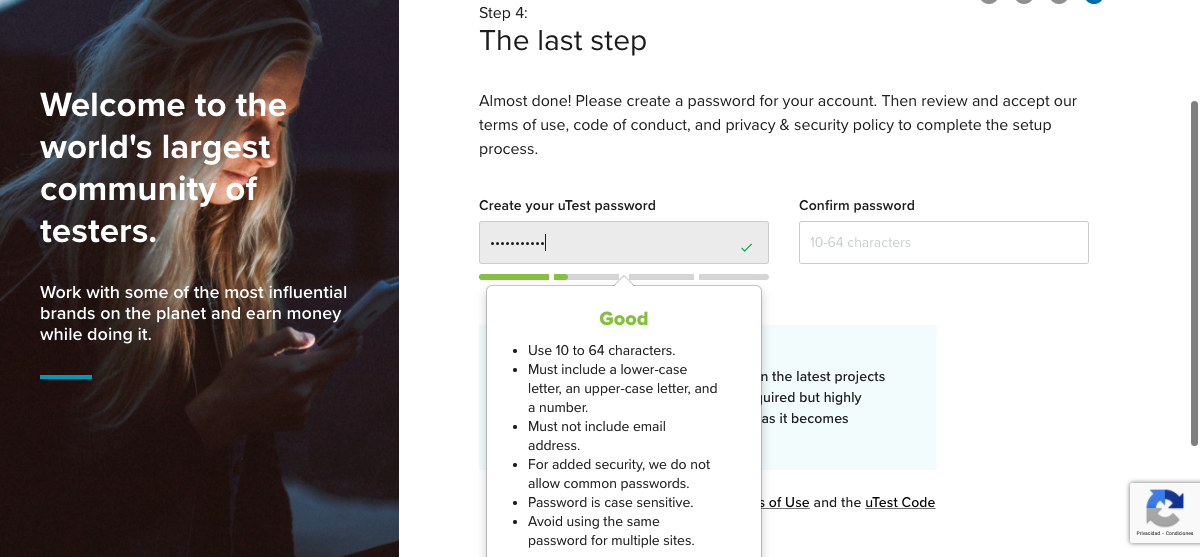 Welcome to the
world's largest
community of
testers.
Work with some of the most influential
brands on the planet and earn money
while doing it.
Step 4:
The last step
Almost done! Please create a password for your account. Then review and accept our
terms of use, code of conduct, and privacy & security policy to complete the setup
process.
Create your uTest password
Confirm password
10-64 characters
Good
• Use 10 to 64 characters.
• Must include a lower-case
letter, an upper-case letter, and
a number.
• Must not include email
address.
• For added security, we do not
allow common passwords.
• Password is case sensitive.
• Avoid using the same
password for multiple sites.
n the latest projects
quired but highly
as it becomes
s of Use and the uTest Code
Privacidad - Condiciones